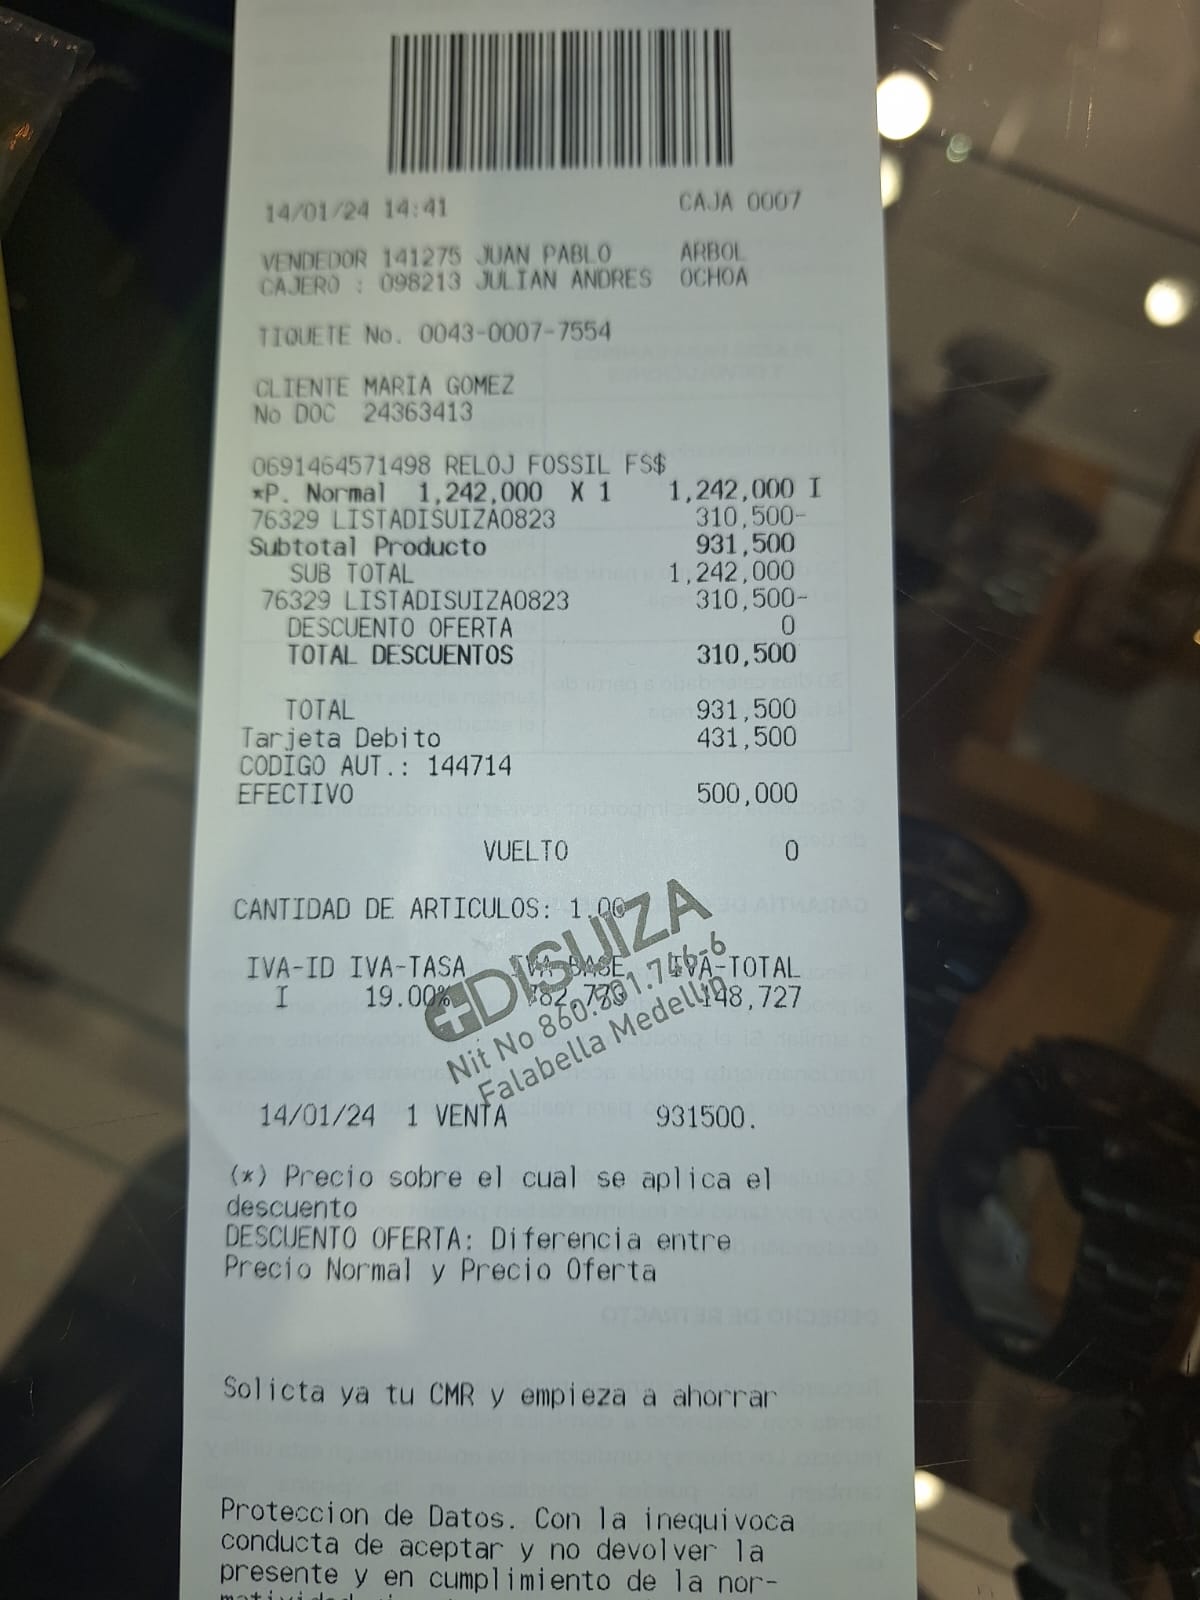 14/01/24 14:41 CAJA 0007
VENDEDOR 141275 JUAN PABLO ARBOL
CAJERO : 098213 JULIAN ANDRES OCHOA
TIQUETE No. 0043-0007-7554
CLIENTE MARIA GOMEZ
No DOC 24363413
0691464571498 RELOJ FOSSIL FS$
*P. Normal 1,242,000 X 1 1,242,000 I
76329 LISTADISUIZA0823 310,500-
Subtotal Producto 931,500
SUB TOTAL 1,242,000
76329 LISTADISUIZA0823 310,500-
DESCUENTO OFERTA 0
TOTAL DESCUENTOS 310,500
TOTAL 931,500
Tarjeta Debito 431,500
CODIGO AUT.: 144714
EFECTIVO 500,000
VUELTO 0
CANTIDAD DE ARTICULOS: 1.00
IVA-ID IVA-TASA IVA-BASE IVA-TOTAL
I 19.00% 782,773 148,727
DISUIZA
Nit No 860.501.746-6
Falabella Medellin
14/01/24 1 VENTA 931500.
(*) Precio sobre el cual se aplica el
descuento
DESCUENTO OFERTA: Diferencia entre
Precio Normal y Precio Oferta
Solicta ya tu CMR y empieza a ahorrar
Proteccion de Datos. Con la inequivoca
conducta de aceptar y no devolver la
presente y en cumplimiento de la nor-